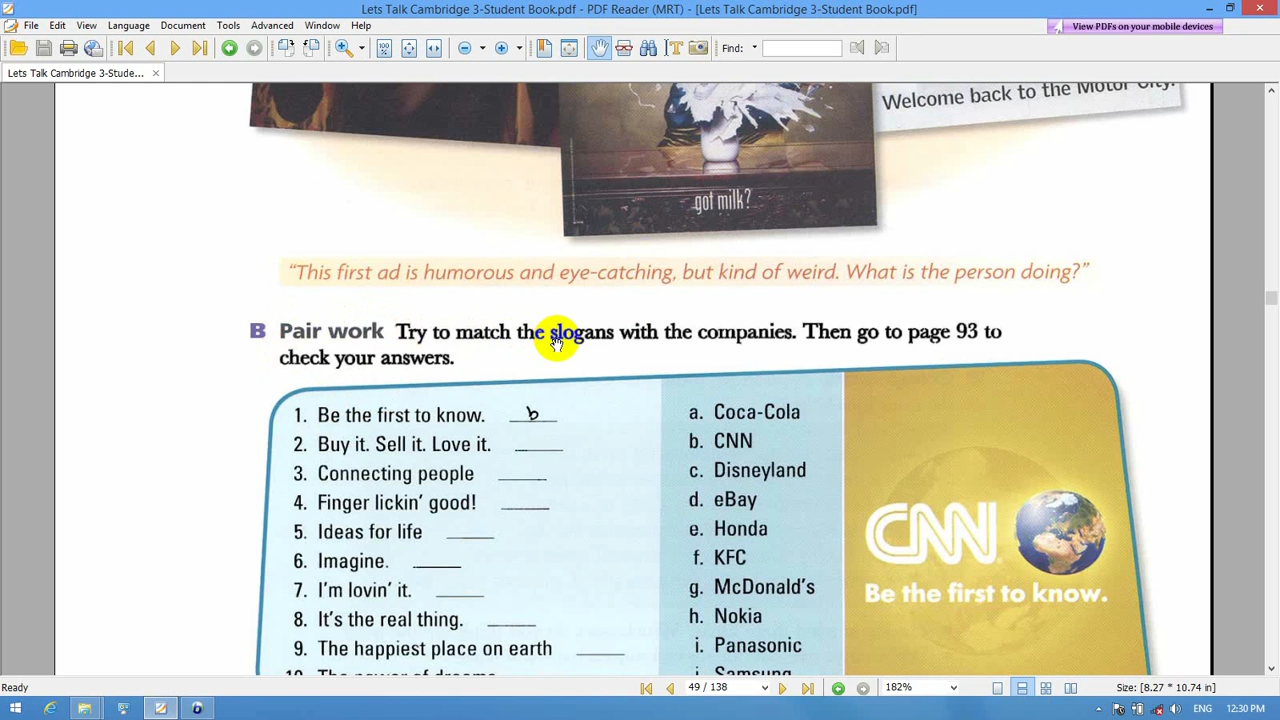 Lets Talk Cambridge 3-Student Book.pdf - PDF Reader (MRT) - [Lets Talk Cambridge 3-Student Book.pdf]
File Edit View Language Document Tools Advanced Window Help
View PDFs on your mobile devices
Find:
Lets Talk Cambridge 3-Stude...
Welcome back to the Motor City.
got milk?
"This first ad is humorous and eye-catching, but kind of weird. What is the person doing?"
B Pair work Try to match the slogans with the companies. Then go to page 93 to
check your answers.
1. Be the first to know. b
2. Buy it. Sell it. Love it.
3. Connecting people
4. Finger lickin' good!
5. Ideas for life
6. Imagine.
7. I'm lovin' it.
8. It's the real thing.
9. The happiest place on earth
10. The power of dreams
a. Coca-Cola
b. CNN
c. Disneyland
d. eBay
e. Honda
f. KFC
g. McDonald's
h. Nokia
i. Panasonic
j. Samsung
CNN
Be the first to know.
Ready
49 / 138
182%
Size: [8.27 * 10.74 in]
ENG
12:30 PM